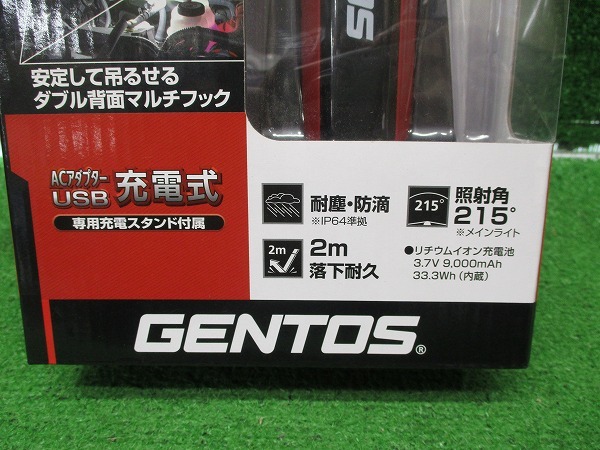 安定して吊るせる
ダブル背面マルチフック
ACアダプター
USB 充電式
専用充電スタンド付属
耐塵・防滴
※IP64準拠
2m
2m
落下耐久
215°
照射角
215°
※メインライト
●リチウムイオン充電池
3.7V 9,000mAh
33.3Wh(内蔵)
GENTOS®